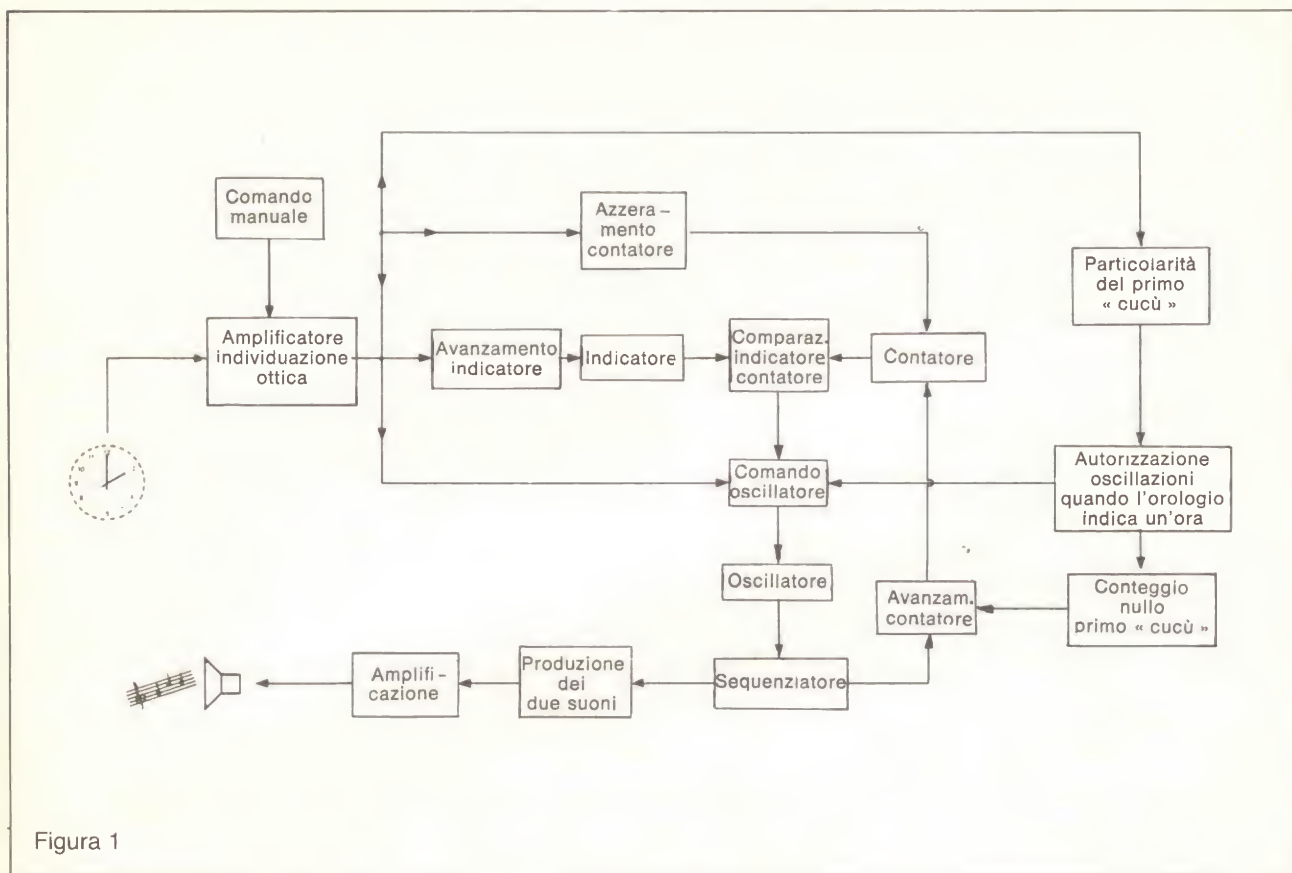 Comando
manuale
Azzera-
mento
contatore
Particolarità
del primo
« cucù »
Amplificatore
individuazione
ottica
Avanzamento
indicatore
Indicatore
Comparaz.
indicatore
contatore
Contatore
Comando
oscillatore
Autorizzazione
oscillazioni
quando l'orologio
indica un'ora
Oscillatore
Avanzam.
contatore
Conteggio
nullo
primo « cucù »
Amplifi-
cazione
Produzione
dei
due suoni
Sequenziatore
Figura 1